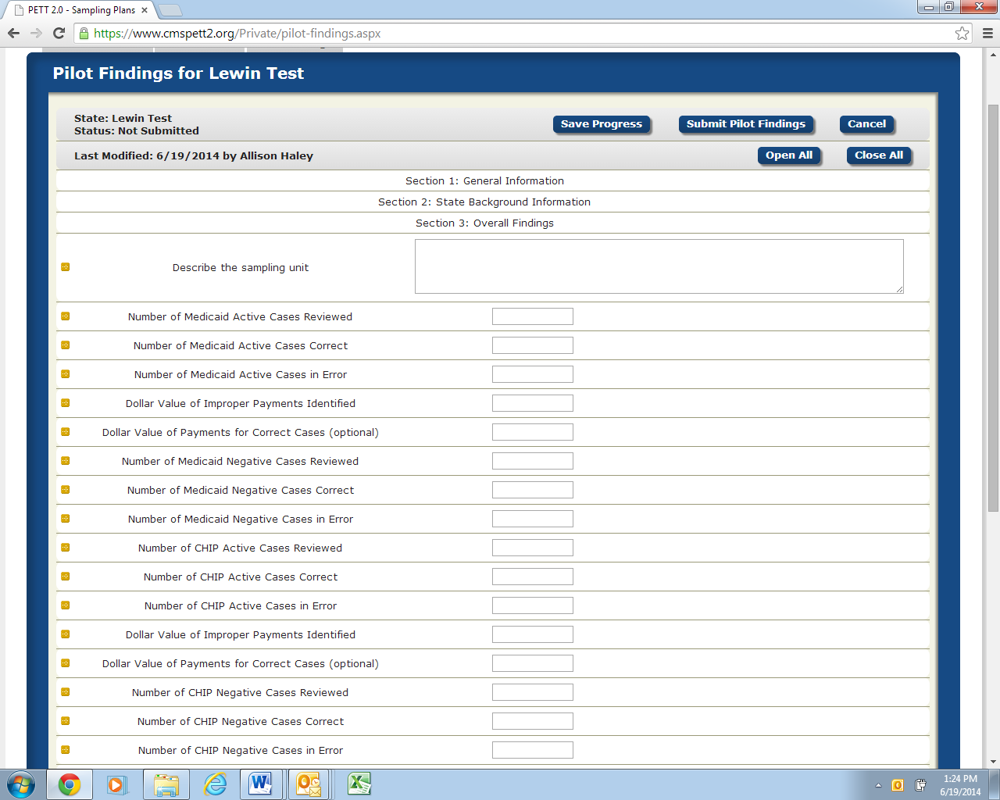 PETT 2.0 - Sampling Plans
https://www.cmspett2.org/Private/pilot-findings.aspx
Pilot Findings for Lewin Test
State: Lewin Test
Status: Not Submitted
Save Progress
Submit Pilot Findings
Cancel
Last Modified: 6/19/2014 by Allison Haley
Open All
Close All
Section 1: General Information
Section 2: State Background Information
Section 3: Overall Findings
Describe the sampling unit
Number of Medicaid Active Cases Reviewed
Number of Medicaid Active Cases Correct
Number of Medicaid Active Cases in Error
Dollar Value of Improper Payments Identified
Dollar Value of Payments for Correct Cases (optional)
Number of Medicaid Negative Cases Reviewed
Number of Medicaid Negative Cases Correct
Number of Medicaid Negative Cases in Error
Number of CHIP Active Cases Reviewed
Number of CHIP Active Cases Correct
Number of CHIP Active Cases in Error
Dollar Value of Improper Payments Identified
Dollar Value of Payments for Correct Cases (optional)
Number of CHIP Negative Cases Reviewed
Number of CHIP Negative Cases Correct
Number of CHIP Negative Cases in Error
1:24 PM
6/19/2014